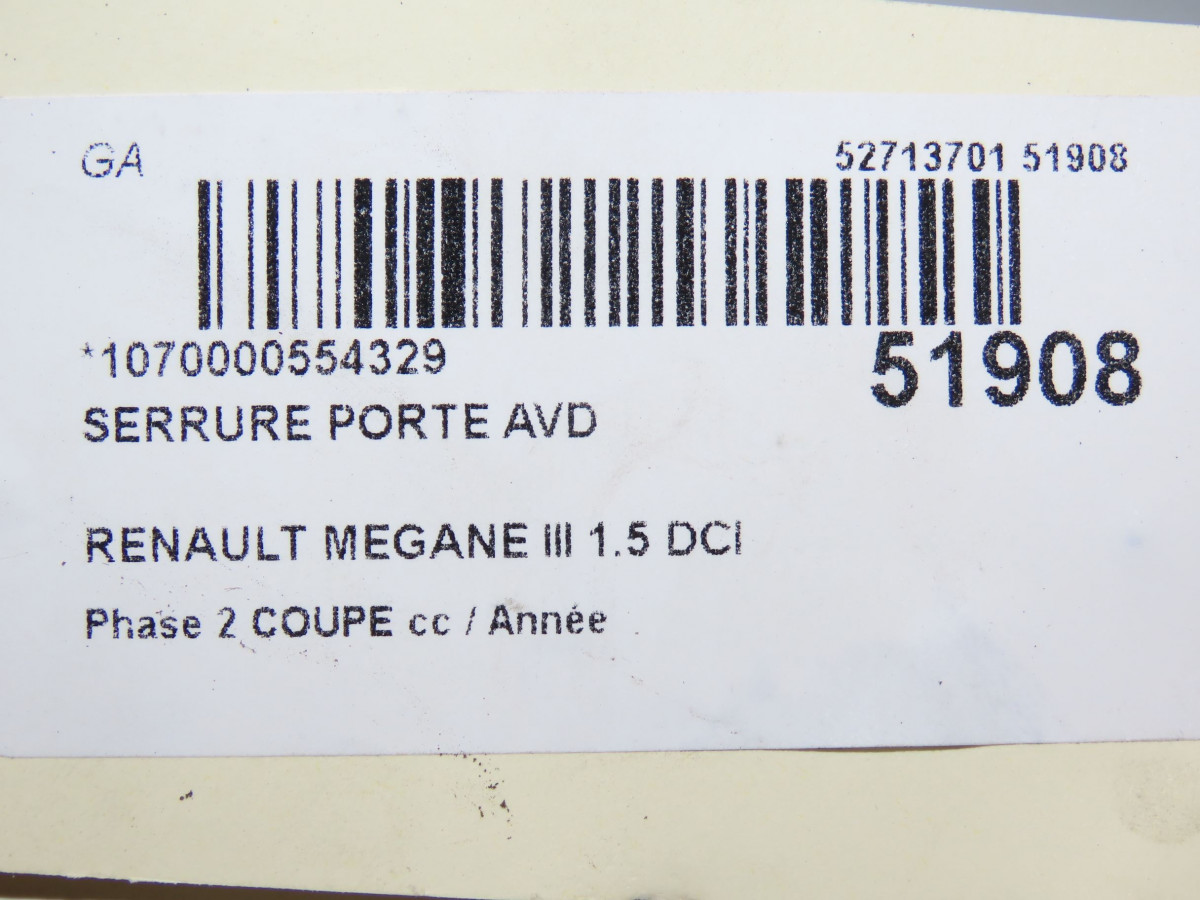 GA 52713701 51908
*1070000554329 51908
SERRURE PORTE AVD
RENAULT MEGANE III 1.5 DCI
Phase 2 COUPE cc / Année